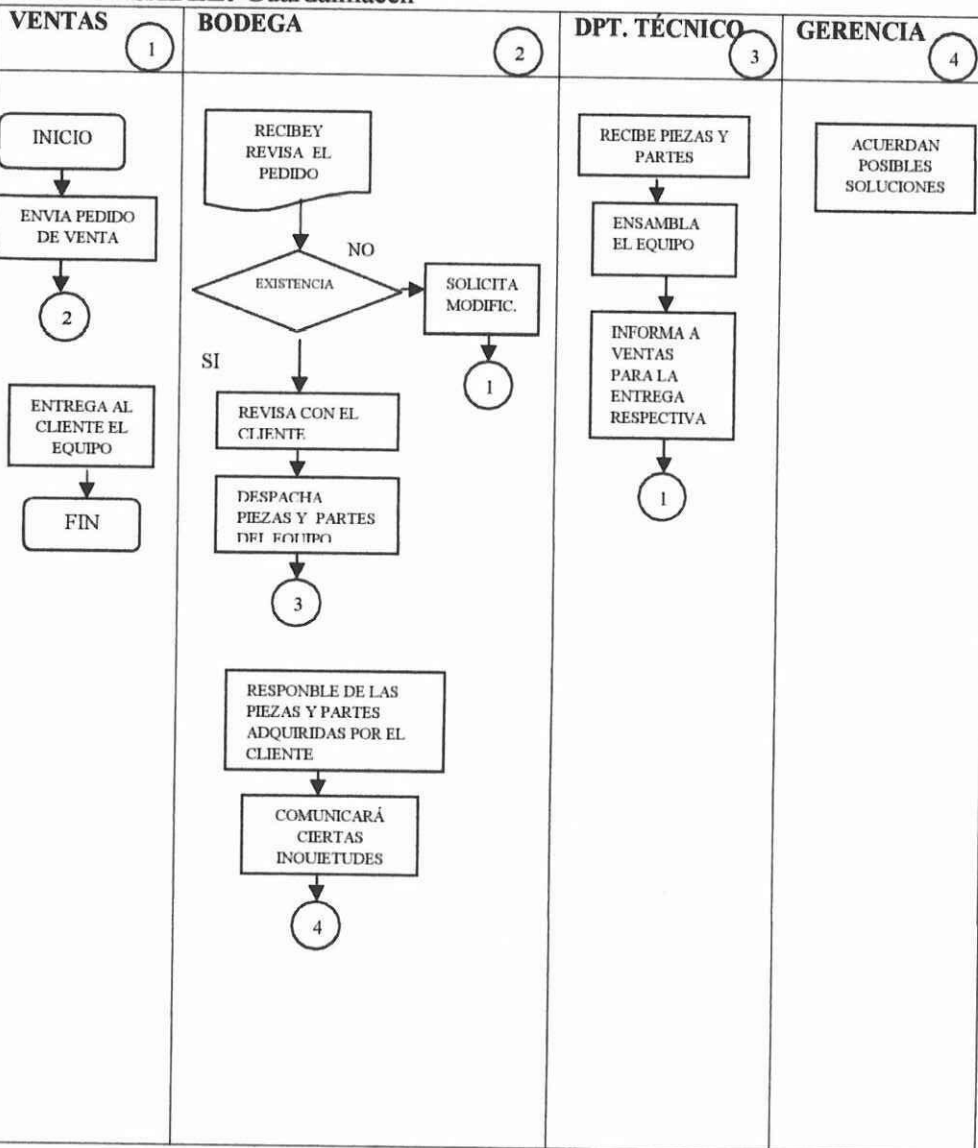 Guardalmacén
VENTAS
1
BODEGA
2
DPT. TÉCNICO
3
GERENCIA
4
INICIO
ENVIA PEDIDO
DE VENTA
2
ENTREGA AL
CLIENTE EL
EQUIPO
FIN
RECIBEY
REVISA EL
PEDIDO
EXISTENCIA
NO
SOLICITA
MODIFIC.
1
SI
REVISA CON EL
CLIENTE
DESPACHA
PIEZAS Y PARTES
DEL EQUIPO
3
RESPONBLE DE LAS
PIEZAS Y PARTES
ADQUIRIDAS POR EL
CLIENTE
COMUNICARÁ
CIERTAS
INQUIETUDES
4
RECIBE PIEZAS Y
PARTES
ENSAMBLA
EL EQUIPO
INFORMA A
VENTAS
PARA LA
ENTREGA
RESPECTIVA
1
ACUERDAN
POSIBLES
SOLUCIONES